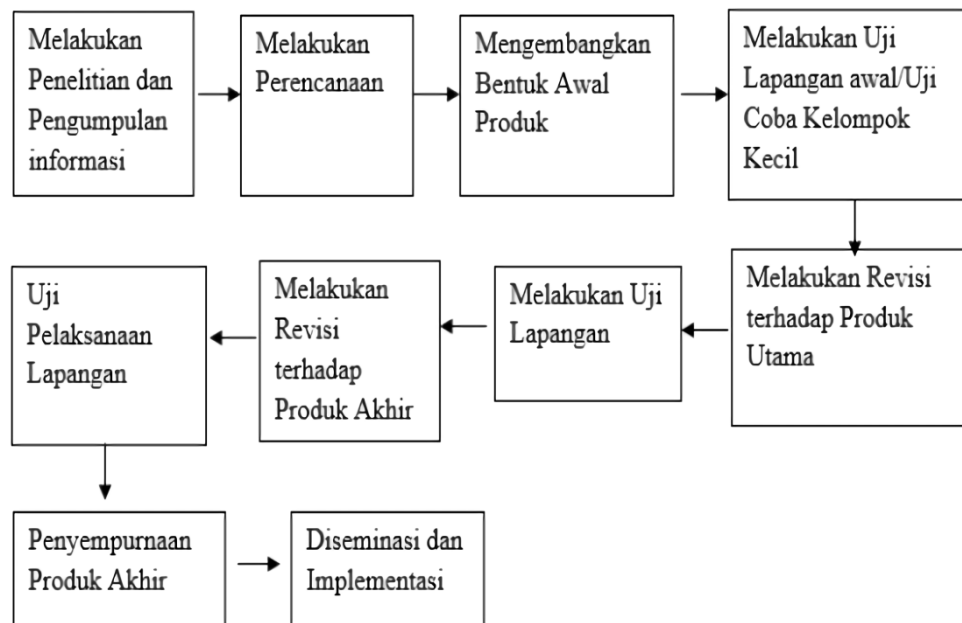 Melakukan
Penelitian dan
Pengumpulan
informasi
Melakukan
Perencanaan
Mengembangkan
Bentuk Awal
Produk
Melakukan Uji
Lapangan awal/Uji
Coba Kelompok
Kecil
Melakukan Revisi
terhadap Produk
Utama
Melakukan Uji
Lapangan
Melakukan
Revisi
terhadap
Produk Akhir
Uji
Pelaksanaan
Lapangan
Penyempurnaan
Produk Akhir
Diseminasi dan
Implementasi